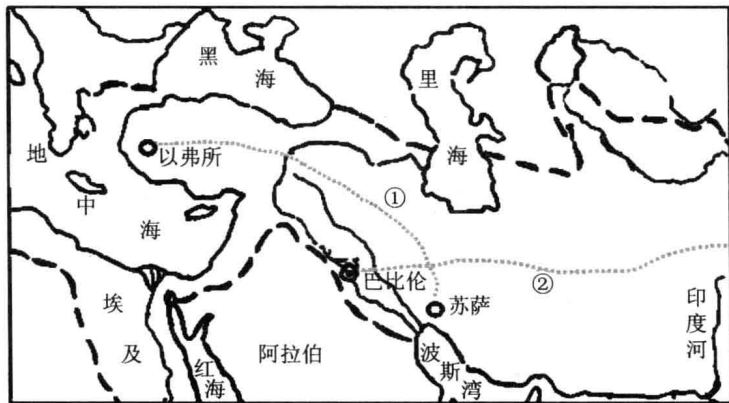 黑海
里海
地中海
以弗所
①
巴比伦
②
苏萨
印度河
埃及
红海
阿拉伯
波斯湾